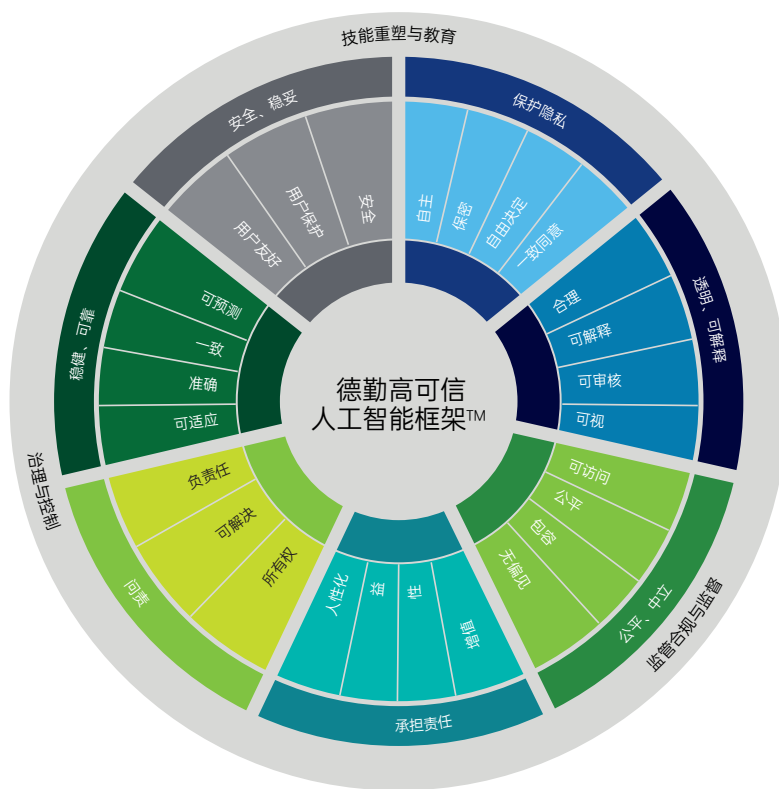 技能重塑与教育
安全、稳妥
用户友好
用户保护
安全
保护隐私
自主
保密
自由决定
一致同意
透明、可解释
合理
可解释
可审核
可视
公平、中立
可访问
公平
包容
无偏见
监管合规与监督
承担责任
人性化
益
性
增值
问责
负责任
可解决
所有权
治理与控制
稳健、可靠
可预测
一致
准确
可适应
德勤高可信
人工智能框架™